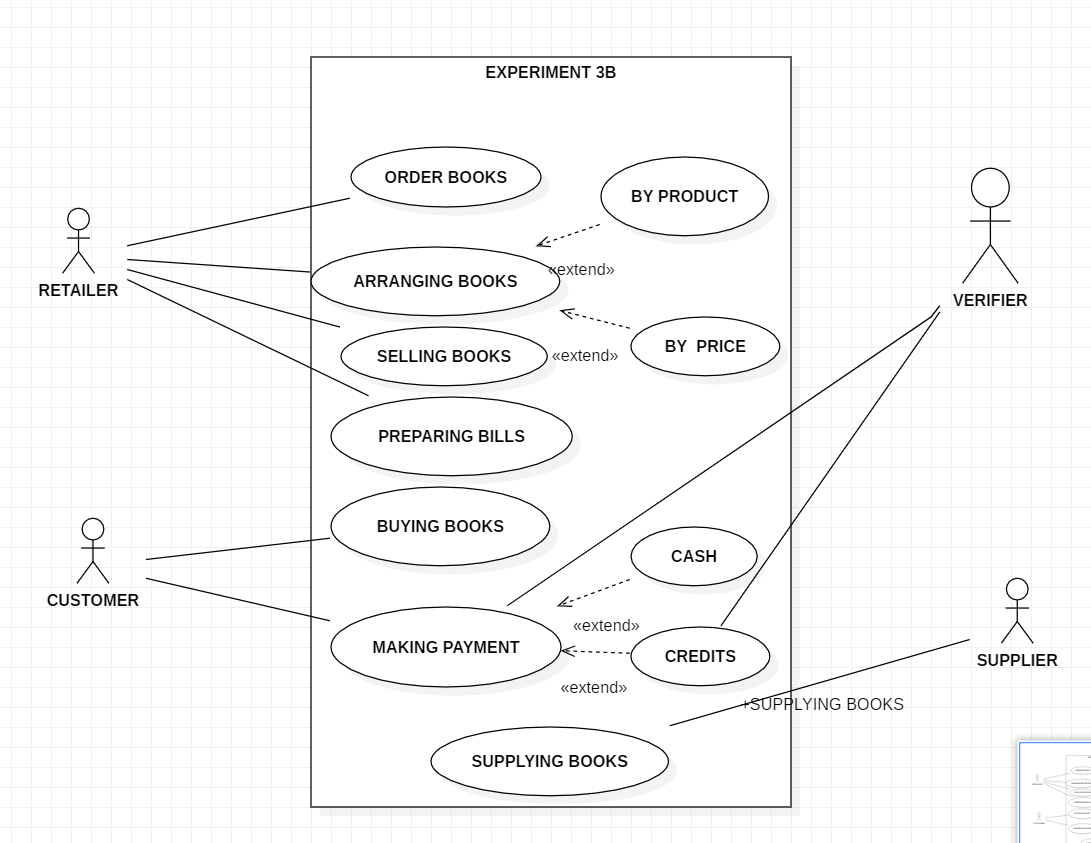 EXPERIMENT 3B
ORDER BOOKS
BY PRODUCT
RETAILER
ARRANGING BOOKS
«extend»
VERIFIER
SELLING BOOKS
«extend»
BY  PRICE
PREPARING BILLS
BUYING BOOKS
CASH
CUSTOMER
«extend»
MAKING PAYMENT
CREDITS
SUPPLIER
«extend»
+SUPPLYING BOOKS
SUPPLYING BOOKS